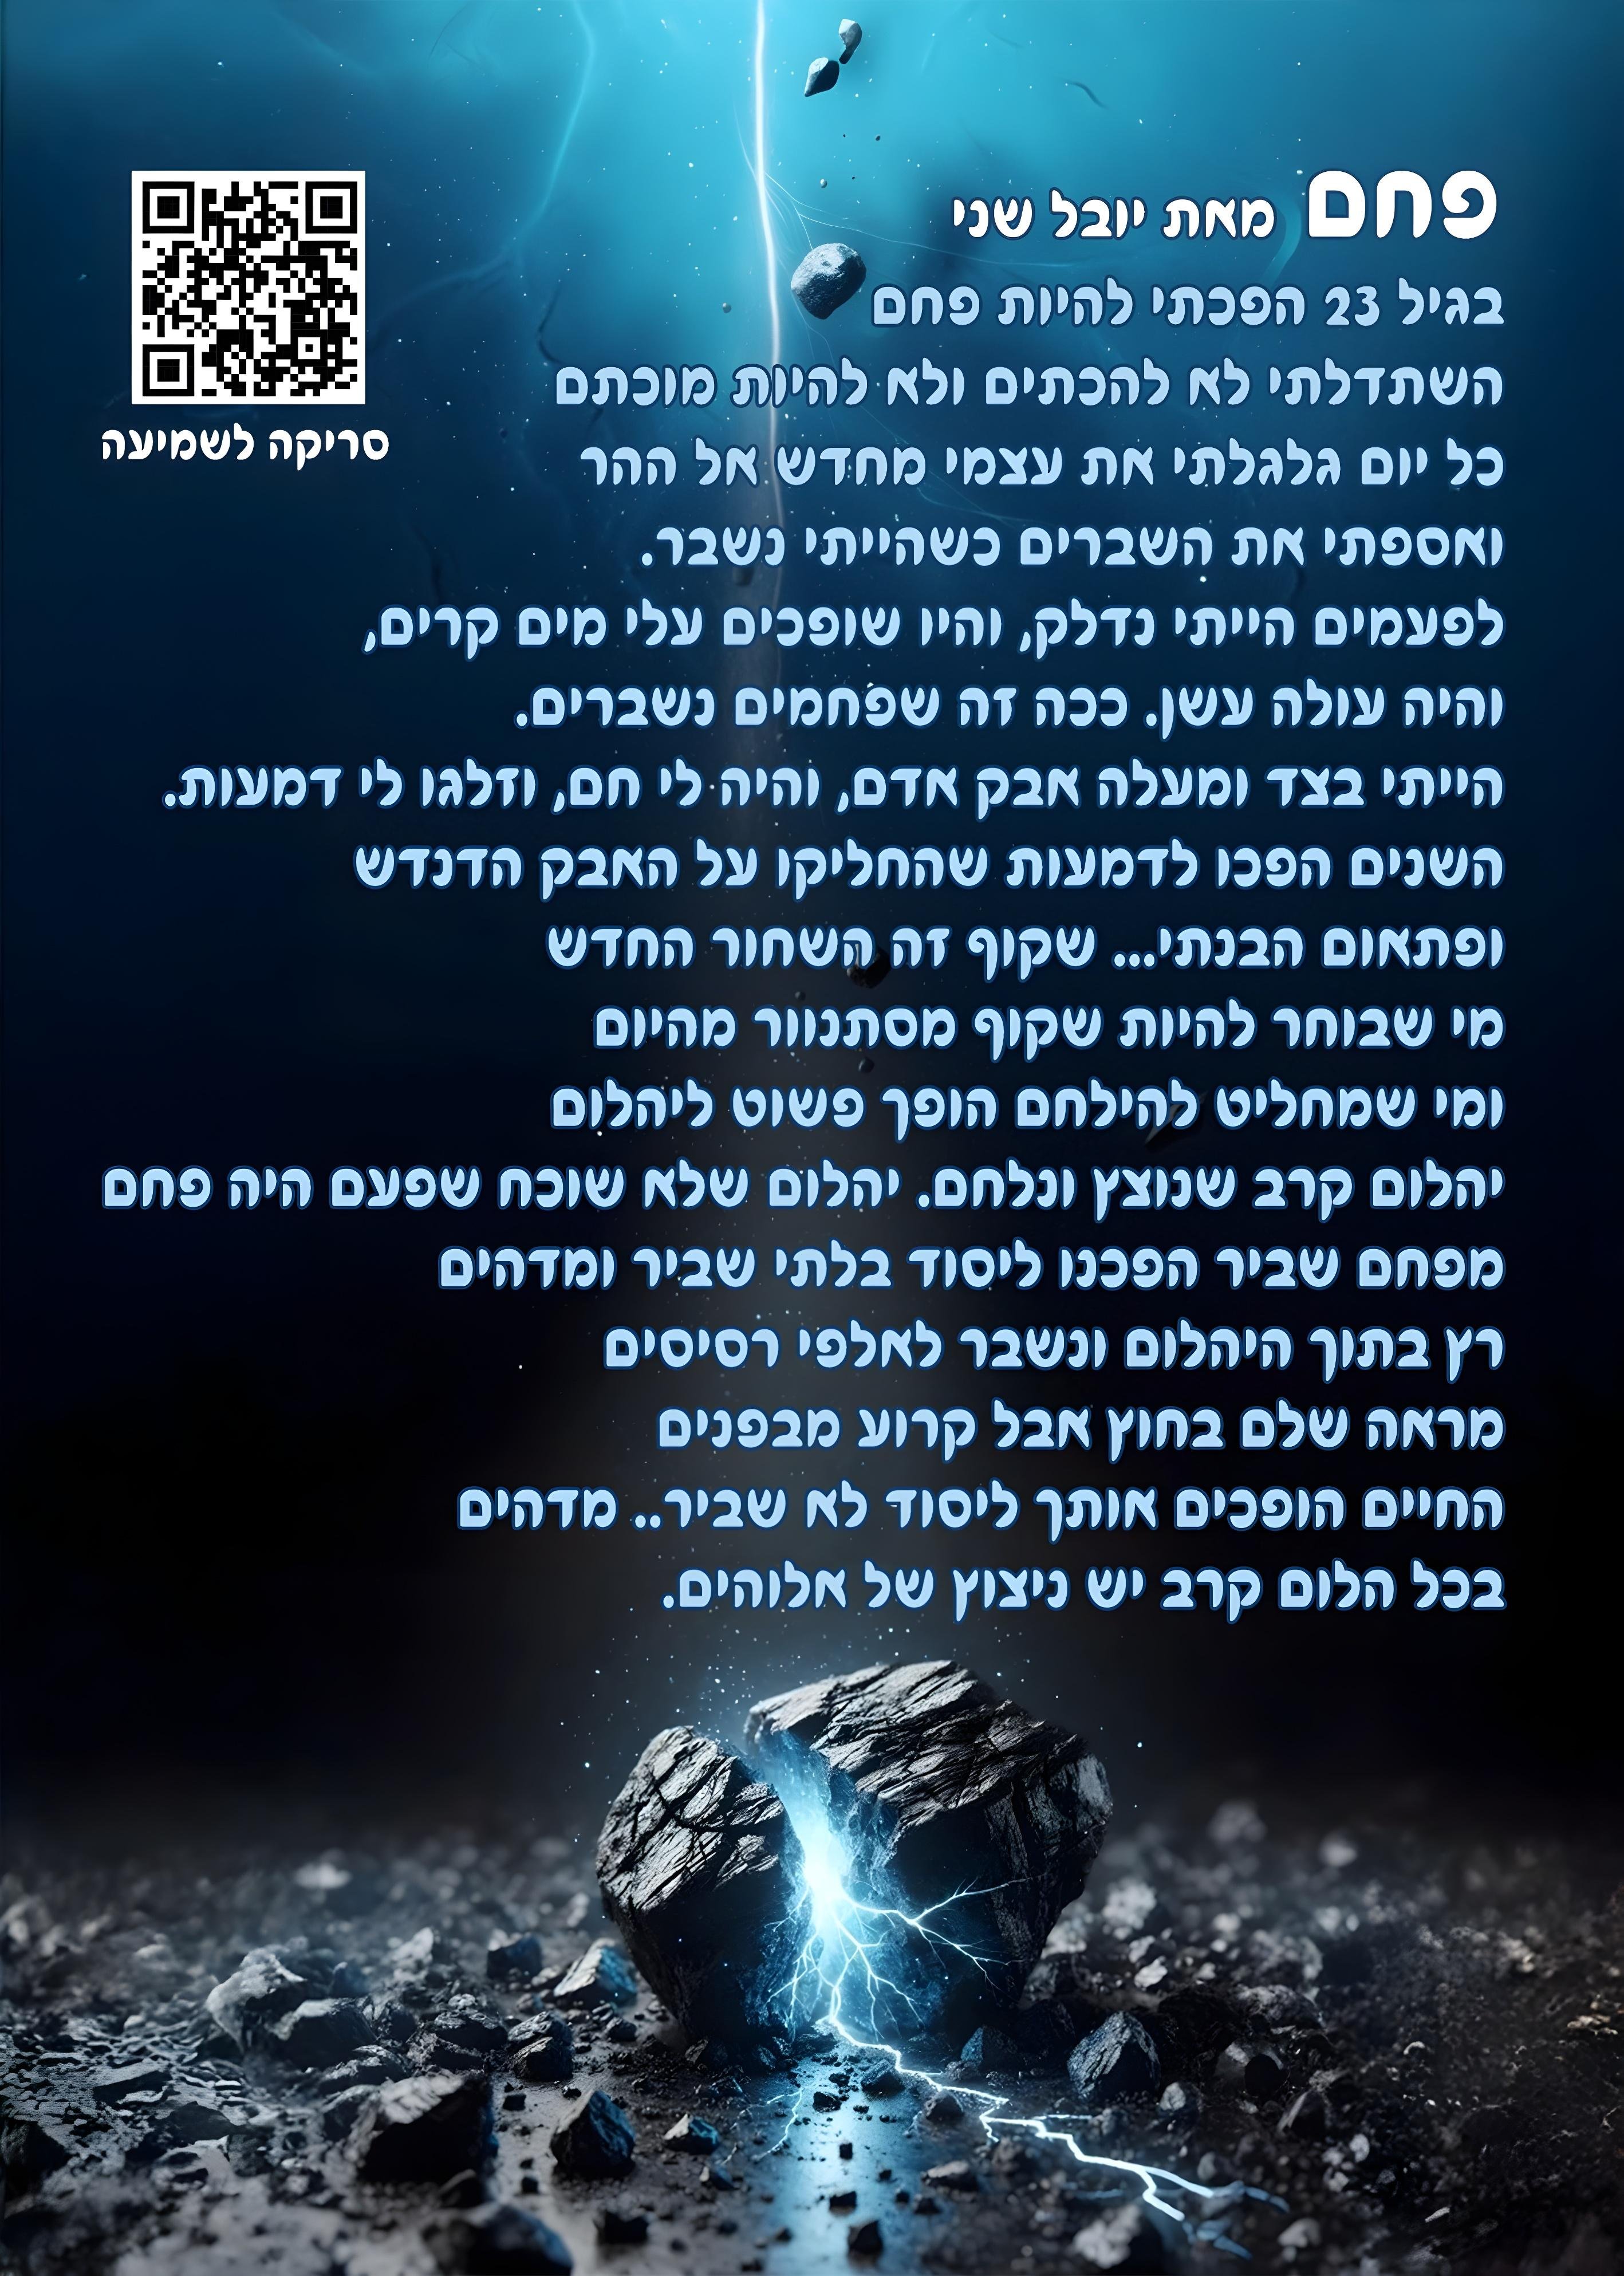 פחם מאת יובל שני
בגיל 23 הפכתי להיות פחם
השתדלתי לא להכתים ולא להיות מוכתם
כל יום גלגלתי את עצמי מחדש אל ההר
ואספתי את השברים כשהייתי נשבר.
לפעמים הייתי נדלק, והיו שופכים עלי מים קרים,
והיה עולה עשן. ככה זה שפחמים נשברים.
הייתי בצד ומעלה אבק אדם, והיה לי חם, וזלגו לי דמעות.
השנים הפכו לדמעות שהחליקו על האבק הדנדש
ופתאום הבנתי... שקוף זה השחור החדש
מי שבוחר להיות שקוף מסתנוור מהיום
ומי שמחליט להילחם הופך פשוט ליהלום
יהלום קרב שנוצץ ונלחם. יהלום שלא שוכח שפעם היה פחם
מפחם שביר הפכנו ליסוד בלתי שביר ומדהים
רץ בתוך היהלום ונשבר לאלפי רסיסים
מראה שלם בחוץ אבל קרוע מבפנים
החיים הופכים אותך ליסוד לא שביר.. מדהים
בכל הלום קרב יש ניצוץ של אלוהים.
סריקה לשמיעה